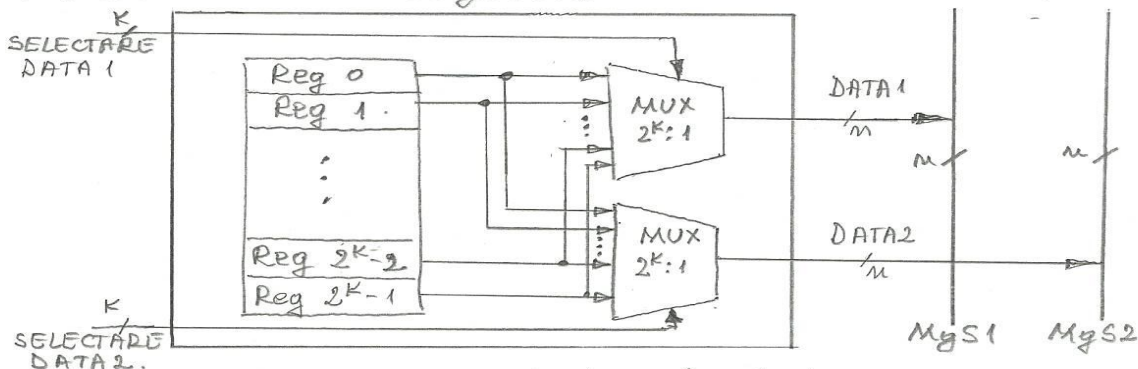 K
SELECTARE
DATA 1
Reg 0
Reg 1.
MUX
2^K:1
DATA1
n
n
n
MUX
2^K:1
DATA2
n
Reg 2^K-2
Reg 2^K-1
K
SELECTARE
DATA2.
MgS1
MgS2